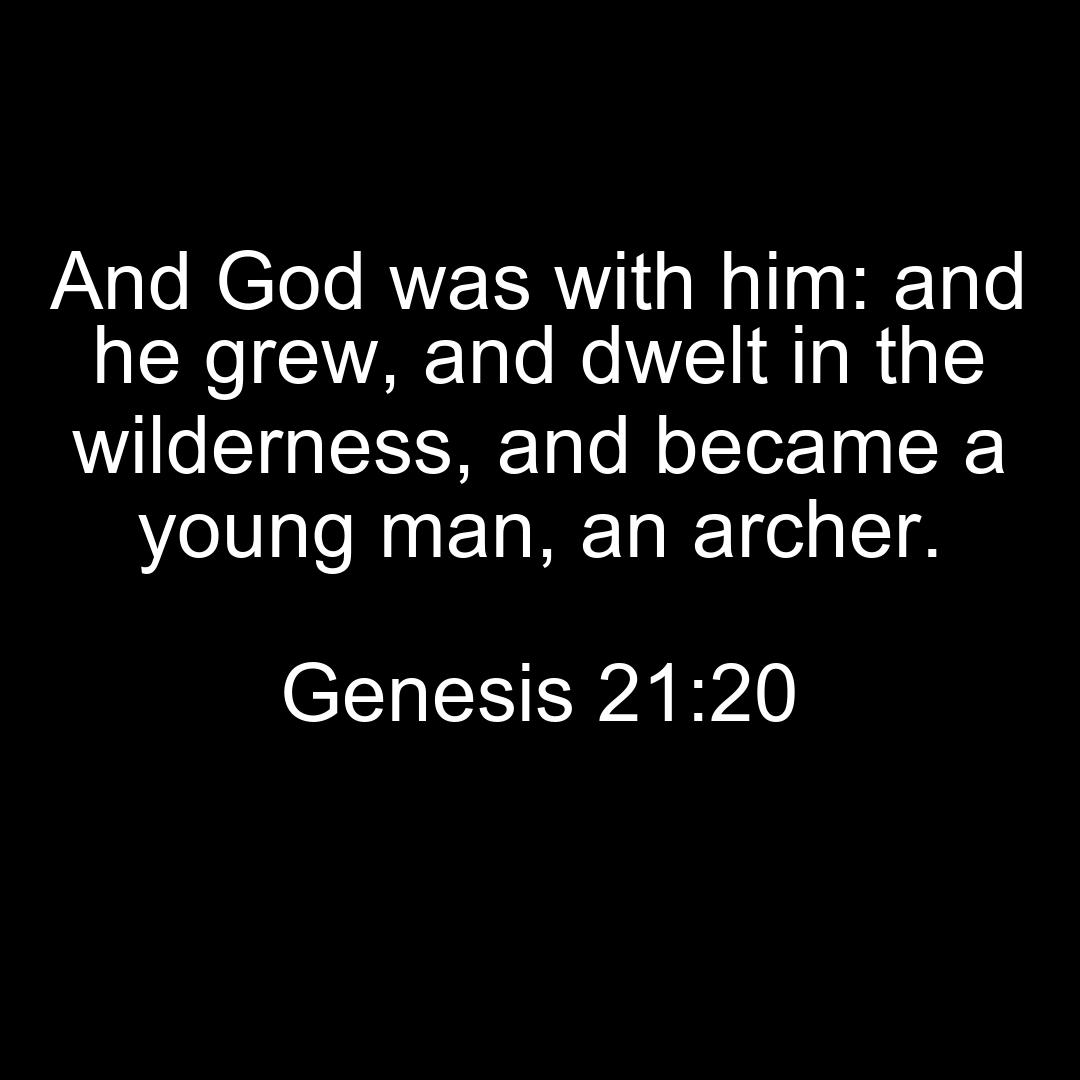 And God was with him: and
he grew, and dwelt in the
wilderness, and became a
young man, an archer.
Genesis 21:20